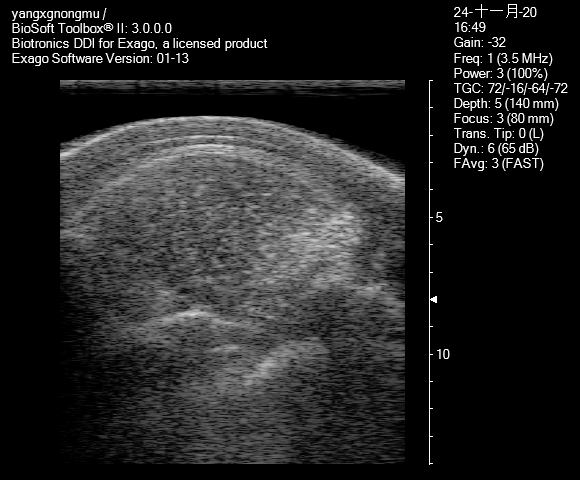 yangxgnongmu /
BioSoft Toolbox® II: 3.0.0.0
Biotronics DDI for Exago, a licensed product
Exago Software Version: 01-13
24-十一月-20
16:49
Gain: -32
Freq: 1 (3.5 MHz)
Power: 3 (100%)
TGC: 72/-16/-64/-72
Depth: 5 (140 mm)
Focus: 3 (80 mm)
Trans. Tip: 0 (L)
Dyn.: 6 (65 dB)
FAvg: 3 (FAST)
5
10